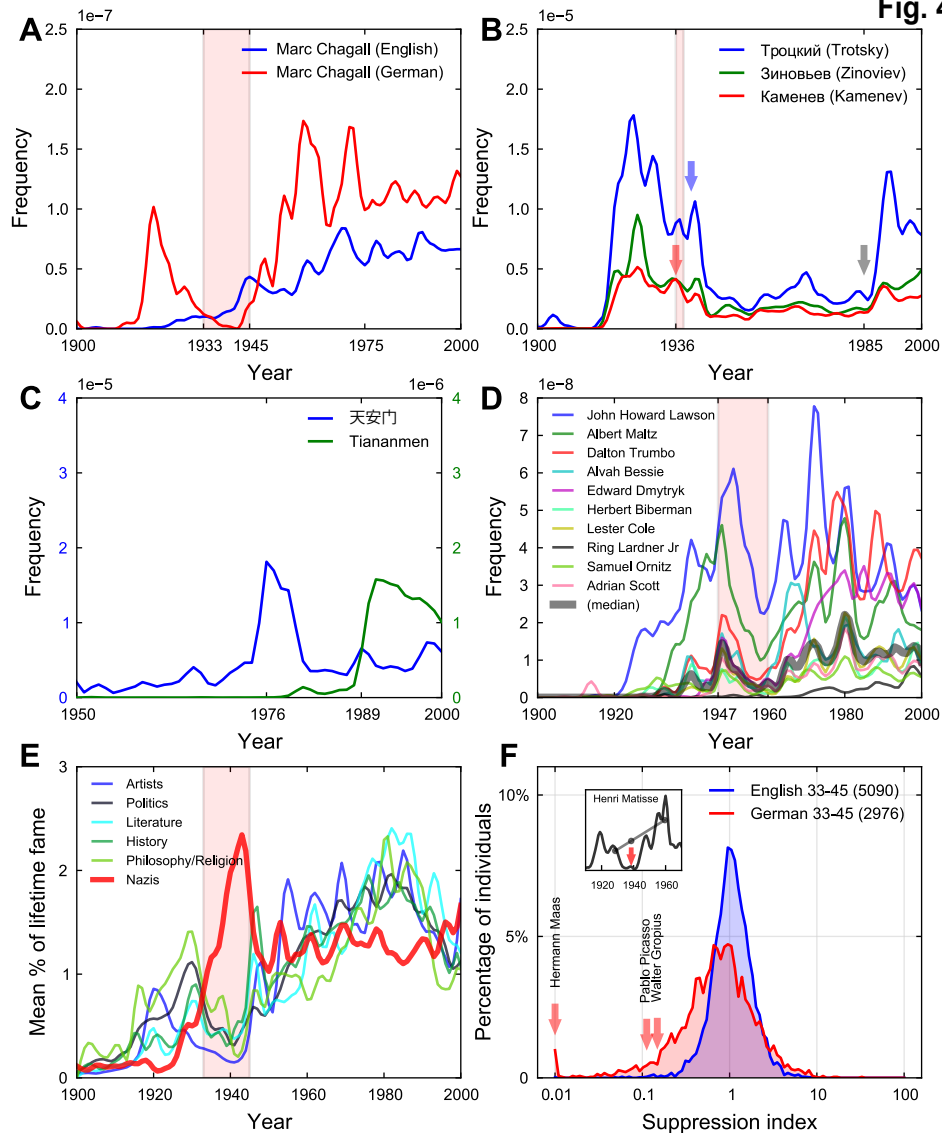 Fig. 4
A
1e-7
Marc Chagall (English)
Marc Chagall (German)
Frequency
2.5
2.0
1.5
1.0
0.5
0.0
1900
1933
1945
1975
2000
Year
B
1e-5
Троцкий (Trotsky)
Зиновьев (Zinoviev)
Каменев (Kamenev)
Frequency
2.5
2.0
1.5
1.0
0.5
0.0
1900
1936
1985
2000
Year
C
1e-5
1e-6
天安门
Tiananmen
Frequency
4
3
2
1
0
4
3
2
1
0
1950
1976
1989
2000
Year
D
1e-8
John Howard Lawson
Albert Maltz
Dalton Trumbo
Alvah Bessie
Edward Dmytryk
Herbert Biberman
Lester Cole
Ring Lardner Jr
Samuel Ornitz
Adrian Scott
(median)
Frequency
8
7
6
5
4
3
2
1
0
1900
1920
1947
1960
1980
2000
Year
E
Artists
Politics
Literature
History
Philosophy/Religion
Nazis
Mean % of lifetime fame
3
2
1
0
1900
1920
1940
1960
1980
2000
Year
F
English 33-45 (5090)
German 33-45 (2976)
Henri Matisse
1920
1940
1960
Hermann Maas
Pablo Picasso
Walter Gropius
Percentage of individuals
10%
5%
0
0.01
0.1
1
10
100
Suppression index